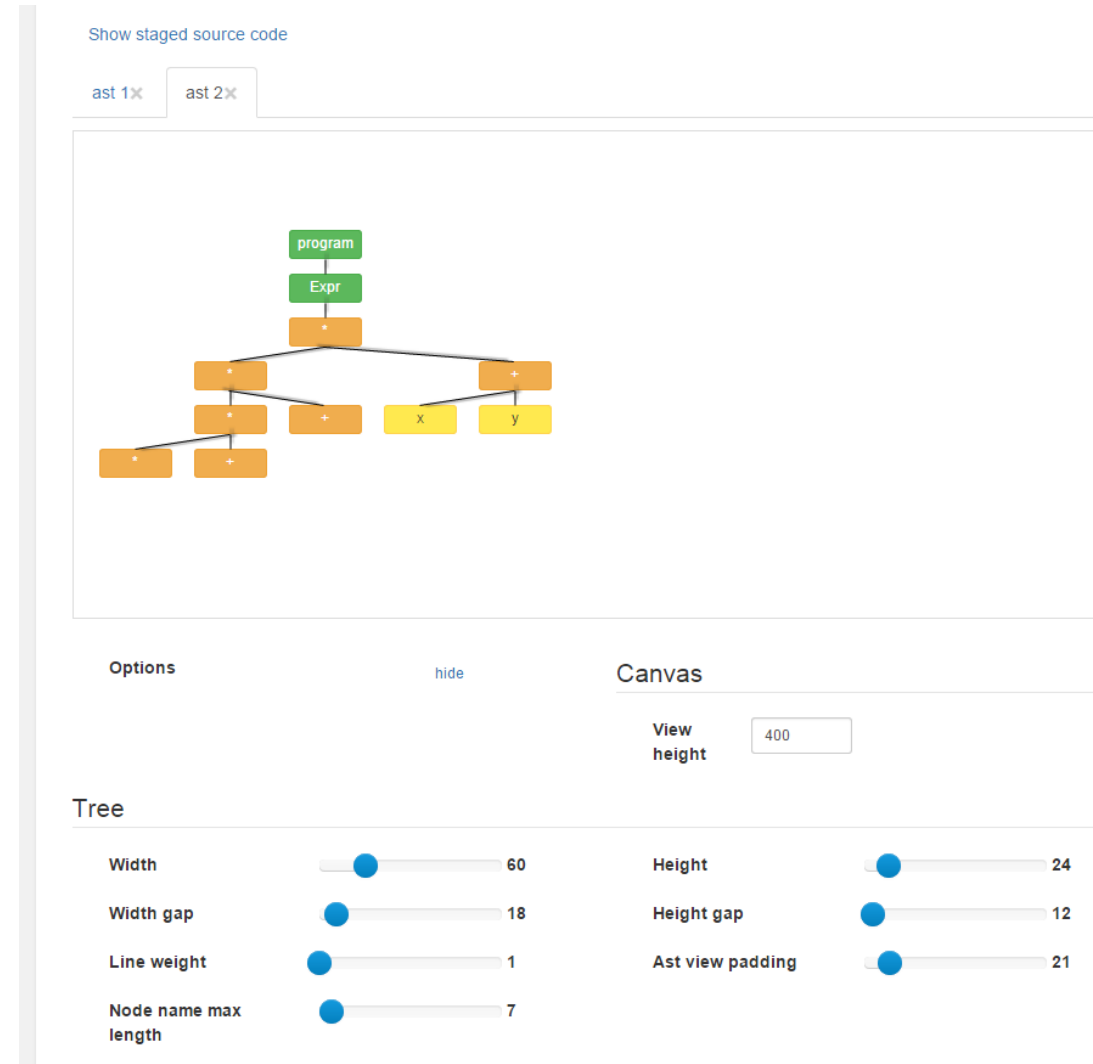 Show staged source code
ast 1× ast 2×
program
Expr
*
* +
* + x y
* +
Options hide Canvas
View height 400
Tree
Width 60 Height 24
Width gap 18 Height gap 12
Line weight 1 Ast view padding 21
Node name max length 7